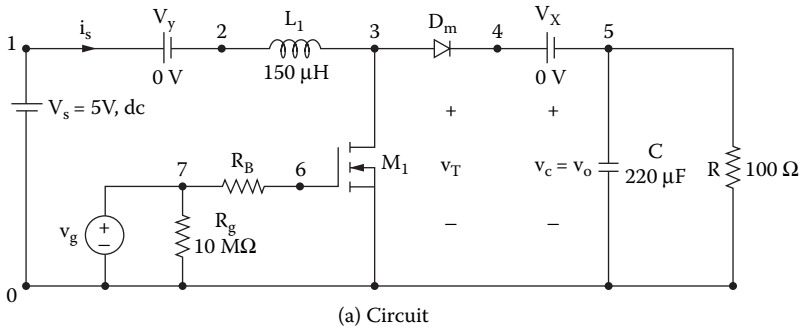 V_y
L_1
D_m
V_X
1
i_s
2
3
4
5
0 V
150 μH
0 V
V_s = 5V, dc
+
+
7
R_B
6
M_1
v_T
v_c = v_o
C
220 μF
R
100 Ω
v_g
+
−
R_g
10 MΩ
−
−
0
(a) Circuit